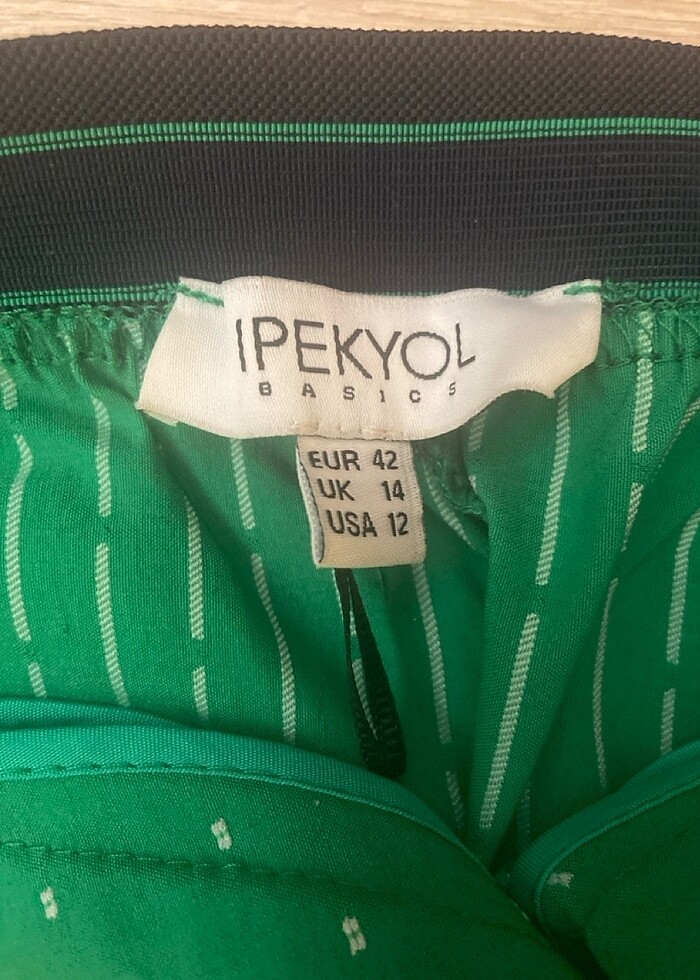 IPEKYOL
BASICS
EUR 42
UK 14
USA 12